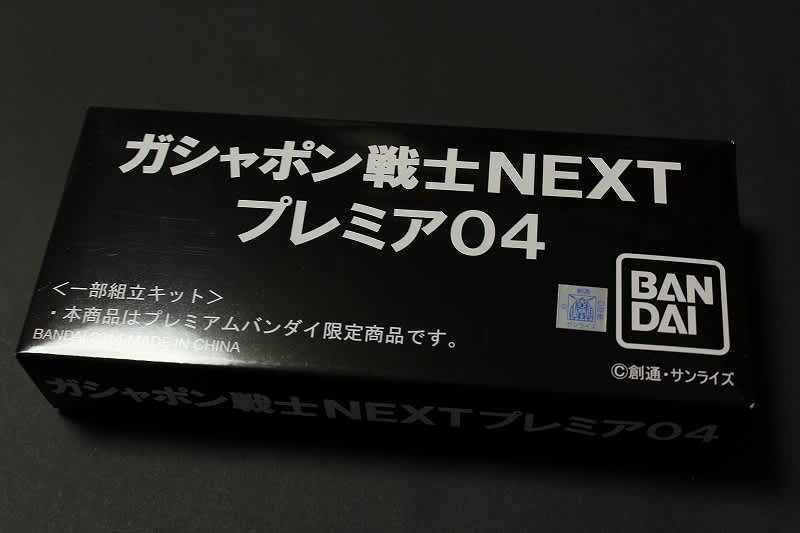 ガシャポン戦士NEXT
プレミア04
<一部組立キット>
・本商品はプレミアムバンダイ限定商品です。
BANDAI 2014 MADE IN CHINA
BAN
DAI
©創通・サンライズ
ガシャポン戦士NEXTプレミア04